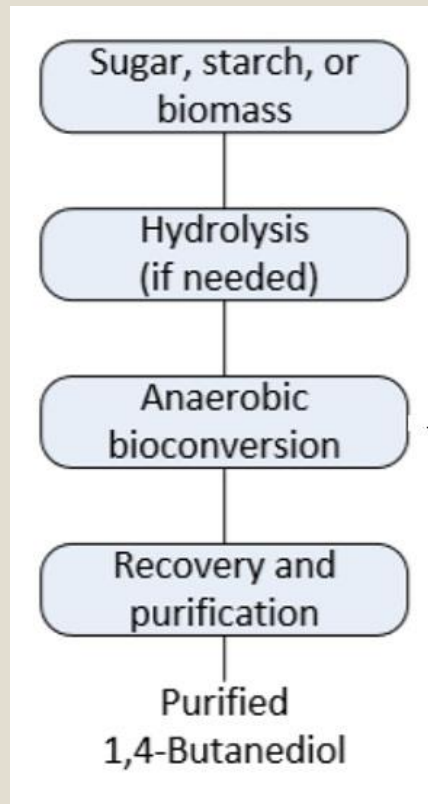 Sugar, starch, or
biomass
Hydrolysis
(if needed)
Anaerobic
bioconversion
Recovery and
purification
Purified
1,4-Butanediol